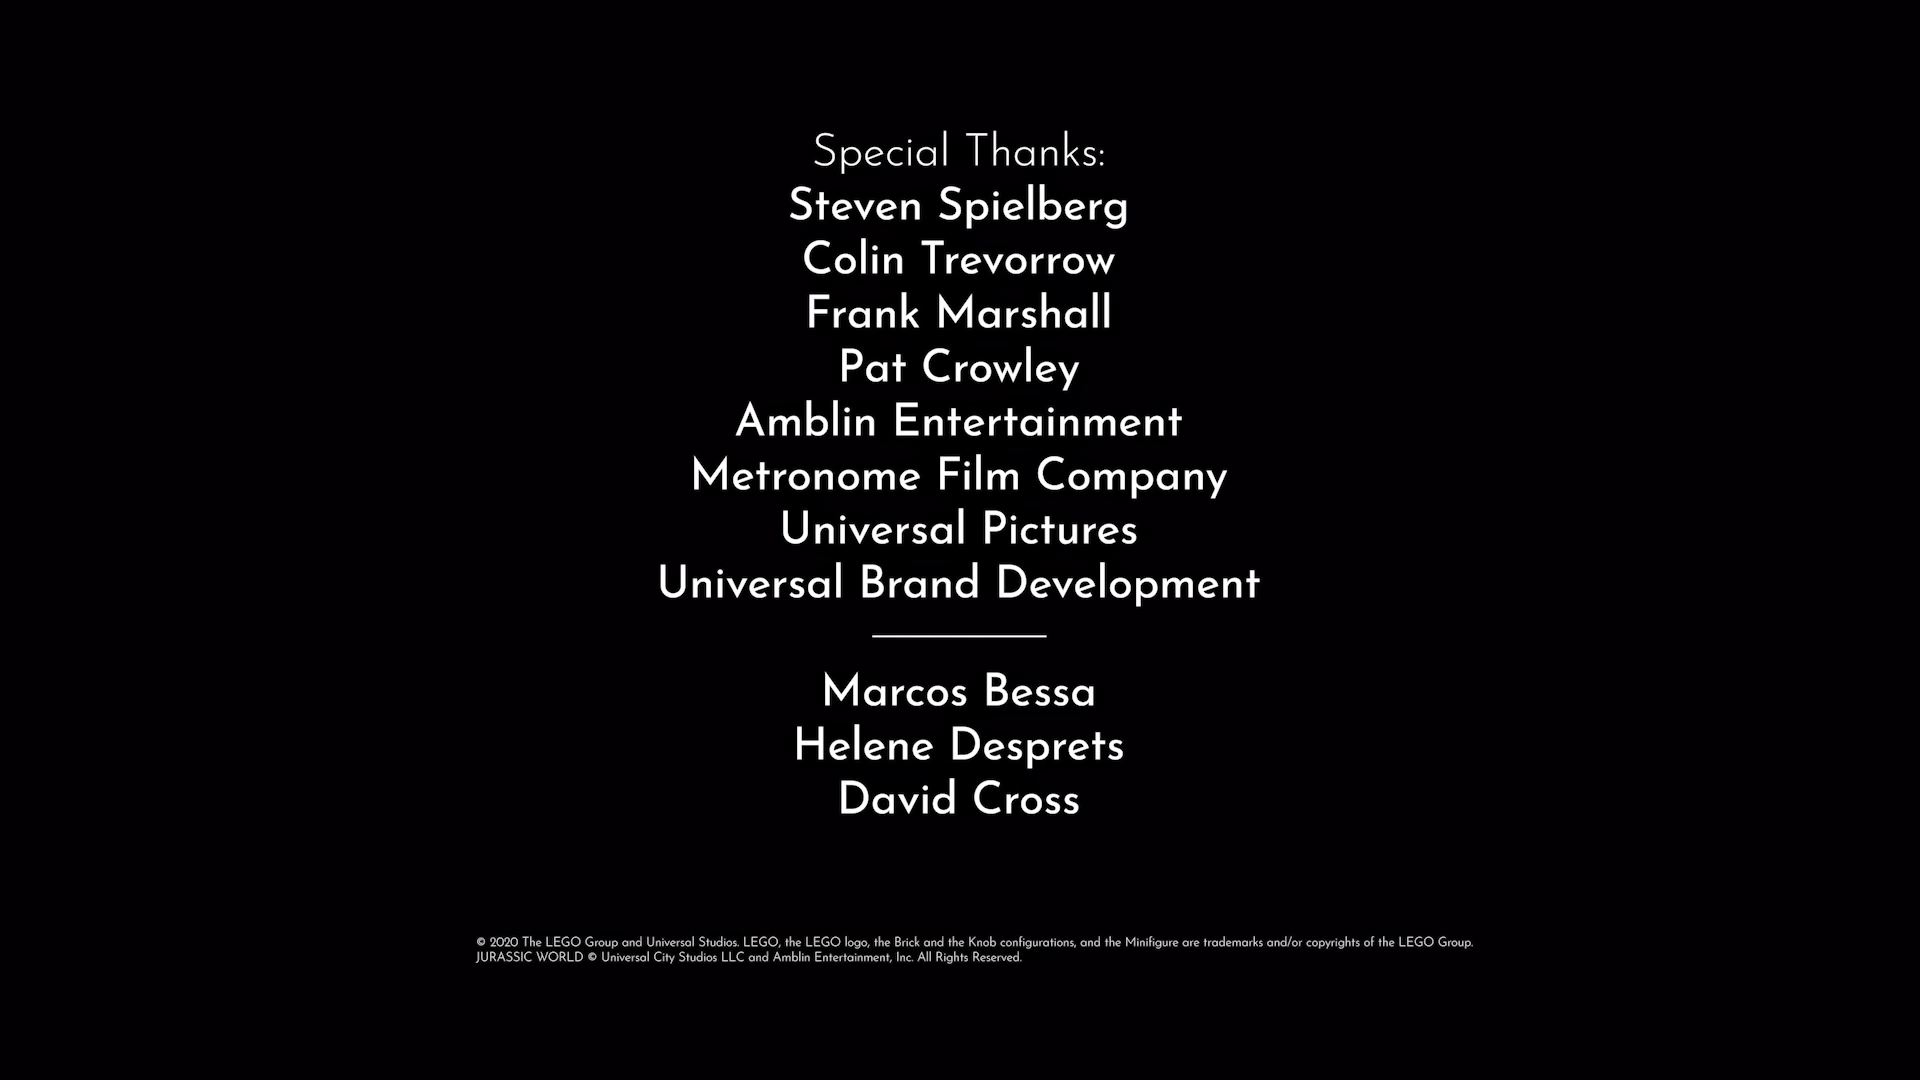 Special Thanks:
Steven Spielberg
Colin Trevorrow
Frank Marshall
Pat Crowley
Amblin Entertainment
Metronome Film Company
Universal Pictures
Universal Brand Development
Marcos Bessa
Helene Desprets
David Cross
© 2020 The LEGO Group and Universal Studios. LEGO, the LEGO logo, the Brick and the Knob configurations, and the Minifigure are trademarks and/or copyrights of the LEGO Group.
JURASSIC WORLD © Universal City Studios LLC and Amblin Entertainment, Inc. All Rights Reserved.